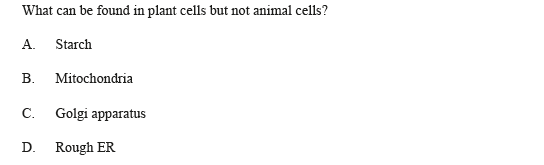 What can be found in plant cells but not animal cells?
A. Starch
B. Mitochondria
C. Golgi apparatus
D. Rough ER